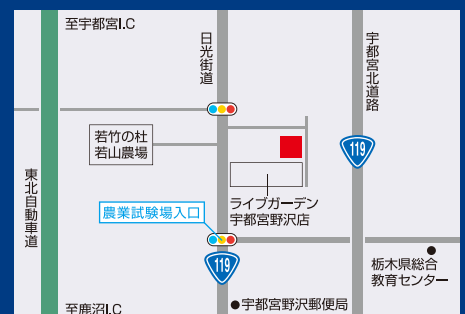 至宇都宮I.C
日光街道
宇都宮北道路
119
若竹の杜
若山農場
東北自動車道
ライブガーデン
宇都宮野沢店
農業試験場入口
119
栃木県総合
教育センター
宇都宮野沢郵便局
至鹿沼I.C